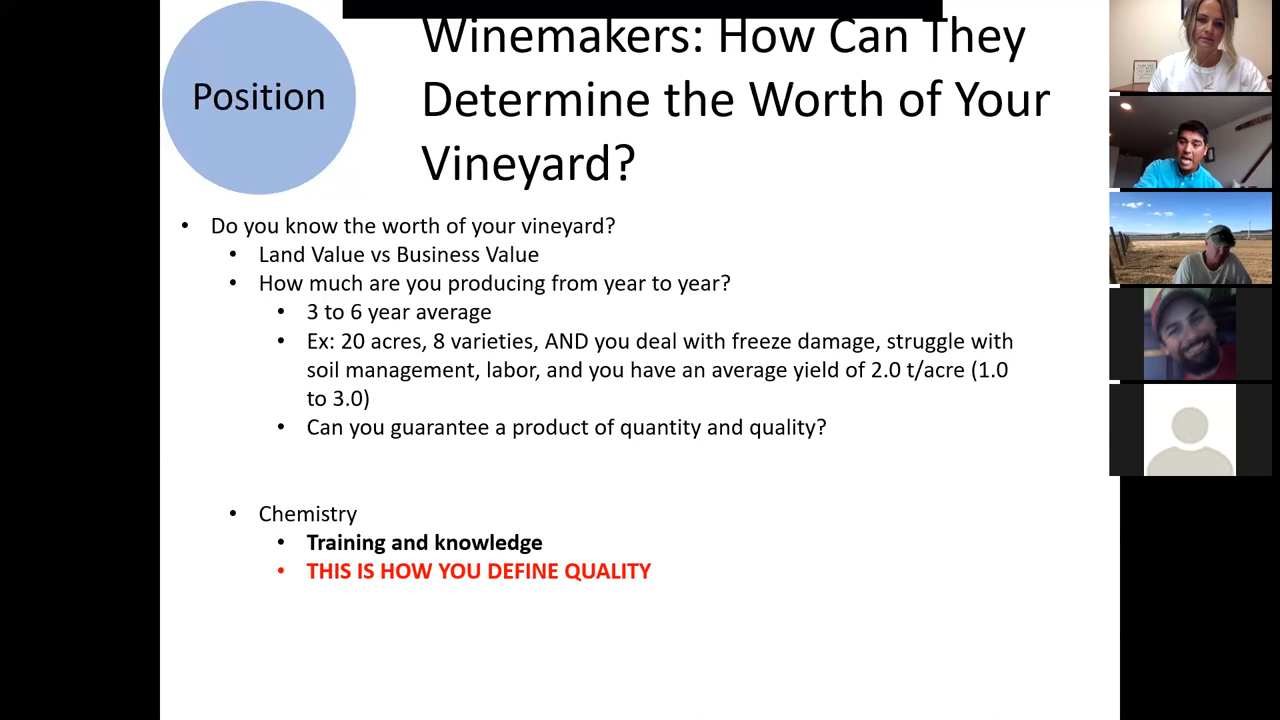 Position
Winemakers: How Can They
Determine the Worth of Your
Vineyard?
• Do you know the worth of your vineyard?
• Land Value vs Business Value
• How much are you producing from year to year?
• 3 to 6 year average
• Ex: 20 acres, 8 varieties, AND you deal with freeze damage, struggle with
soil management, labor, and you have an average yield of 2.0 t/acre (1.0
to 3.0)
• Can you guarantee a product of quantity and quality?
• Chemistry
• Training and knowledge
• THIS IS HOW YOU DEFINE QUALITY